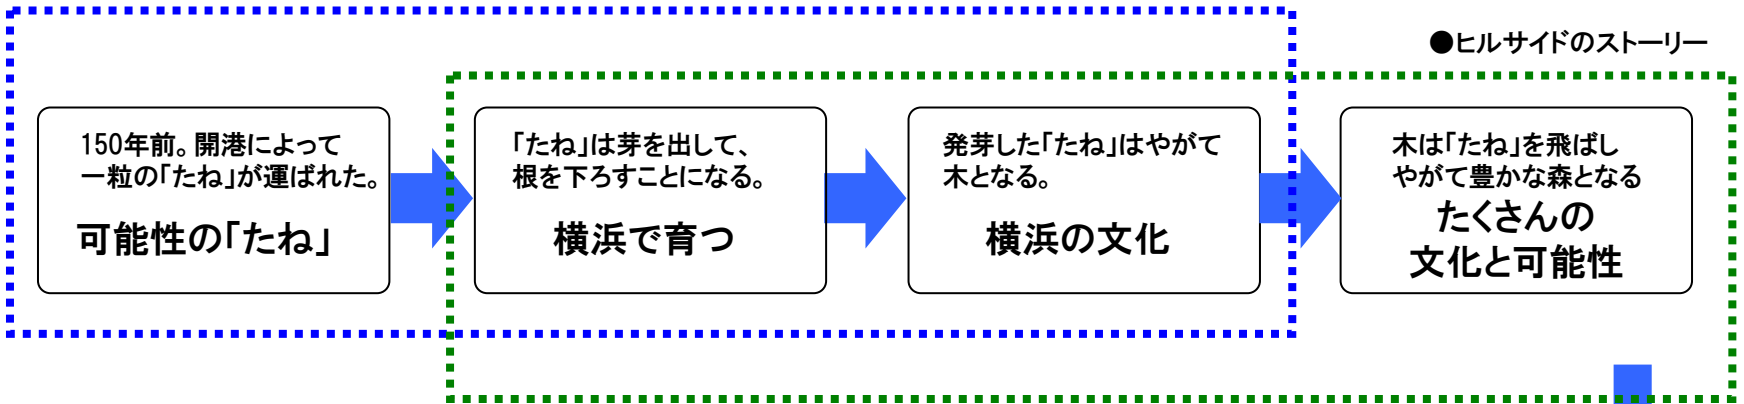 ●ヒルサイドのストーリー
150年前。開港によって
一粒の「たね」が運ばれた。
可能性の「たね」
「たね」は芽を出して、
根を下ろすことになる。
横浜で育つ
発芽した「たね」はやがて
木となる。
横浜の文化
木は「たね」を飛ばし
やがて豊かな森となる
たくさんの
文化と可能性